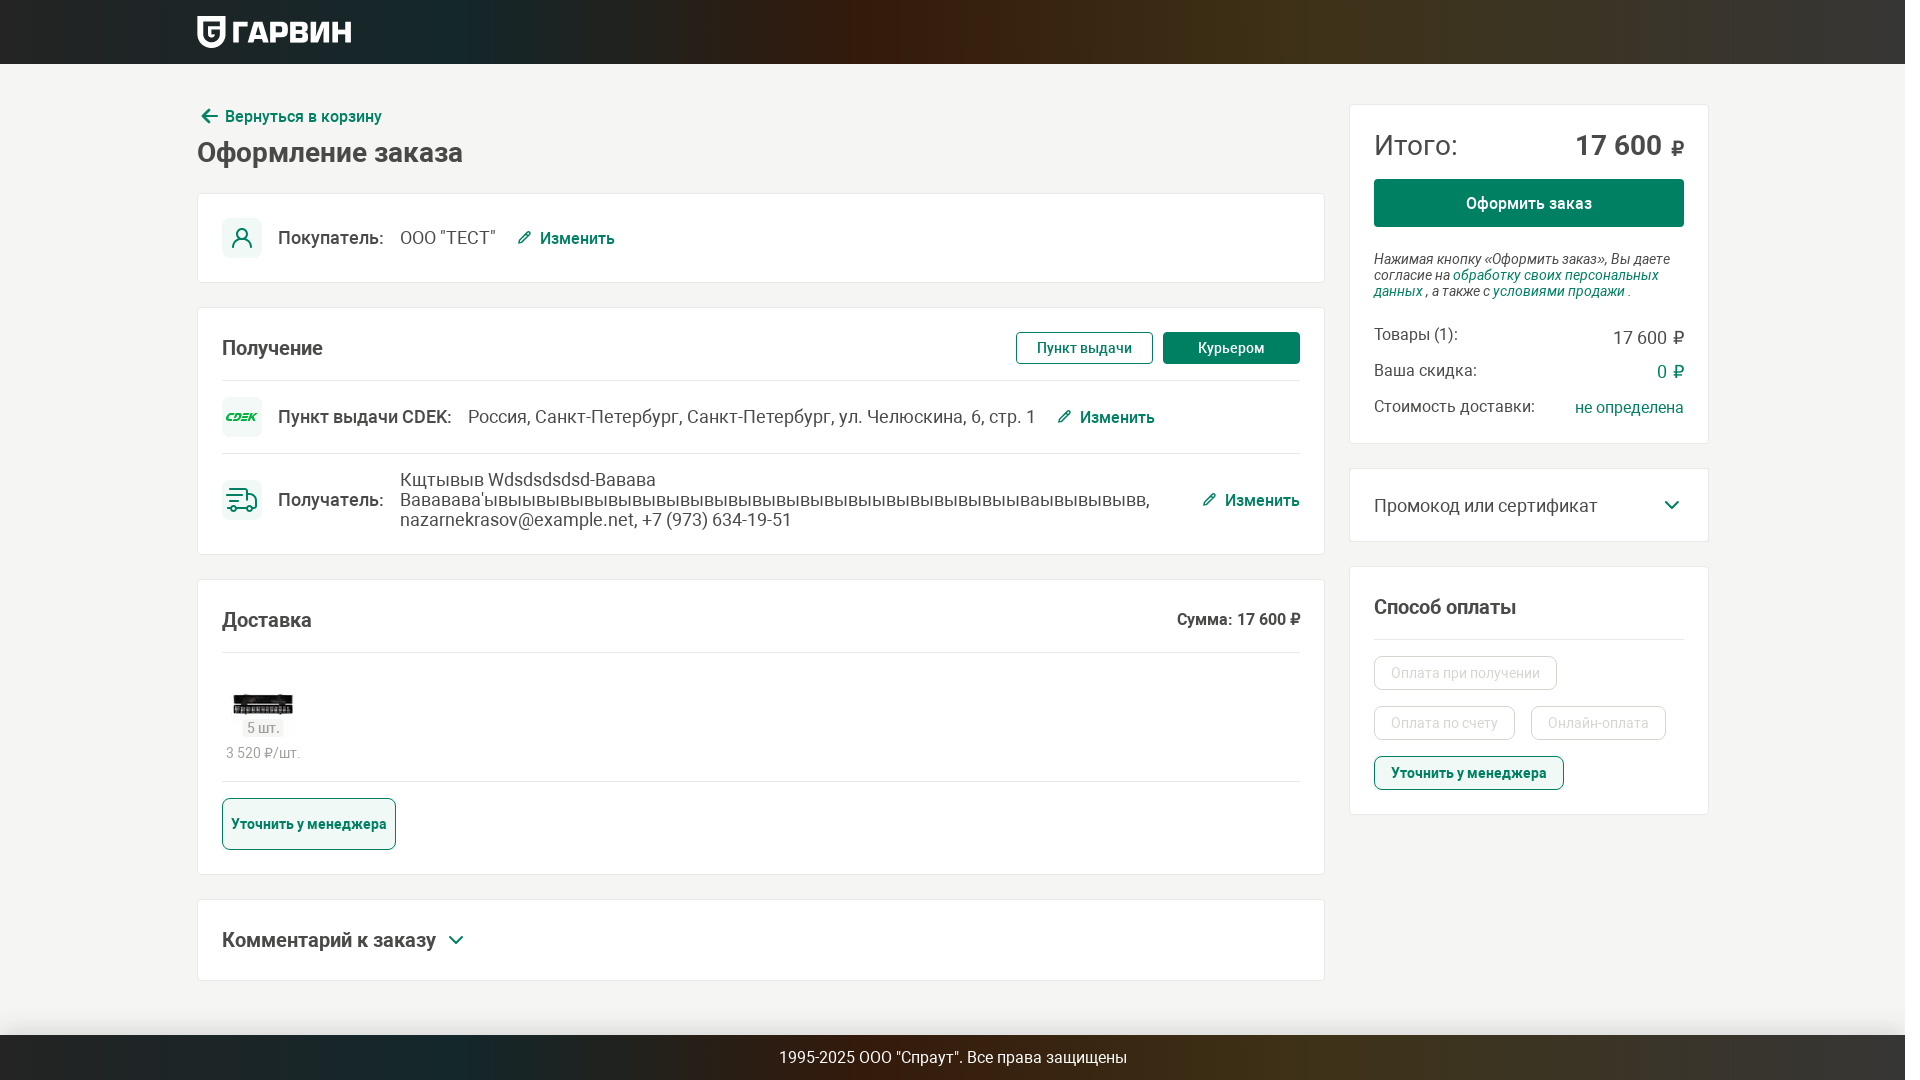 ГАРВИН
Вернуться в корзину
Оформление заказа
Покупатель: ООО "ТЕСТ" Изменить
Получение Пункт выдачи Курьером
CDEK Пункт выдачи CDEK: Россия, Санкт-Петербург, Санкт-Петербург, ул. Челюскина, 6, стр. 1 Изменить
Кщтывыв Wdsdsdsdsd-Вавава
Получатель: Вававава'ывыывывывывывывывывывывывывывывыывывывывывывыываывывывывв, Изменить
nazarnekrasov@example.net, +7 (973) 634-19-51
Доставка Сумма: 17 600 ₽
5 шт.
3 520 ₽/шт.
Уточнить у менеджера
Комментарий к заказу
Итого: 17 600 ₽
Оформить заказ
Нажимая кнопку «Оформить заказ», Вы даете
согласие на обработку своих персональных
данных , а также с условиями продажи .
Товары (1): 17 600 ₽
Ваша скидка: 0 ₽
Стоимость доставки: не определена
Промокод или сертификат
Способ оплаты
Оплата при получении
Оплата по счету Онлайн-оплата
Уточнить у менеджера
1995-2025 ООО "Спраут". Все права защищены